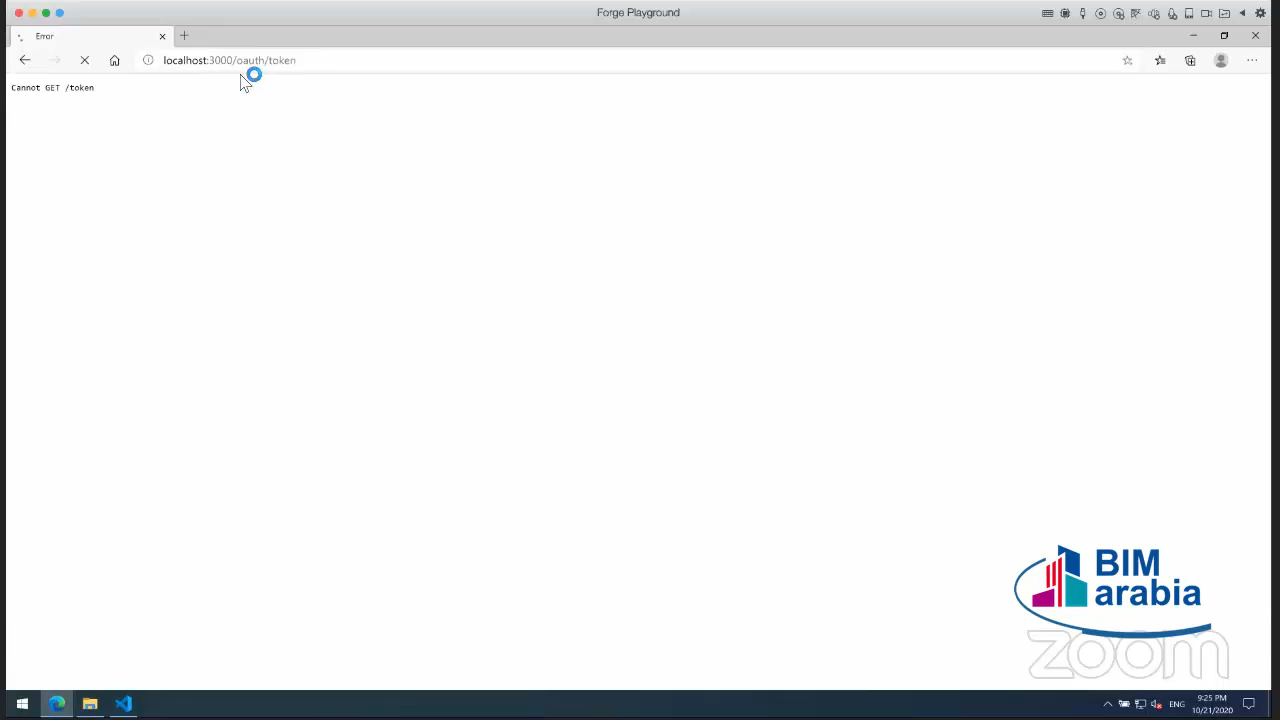 Forge Playground
Error
localhost:3000/oauth/token
Cannot GET /token
BIM
arabia
zoom
ENG
9:25 PM
10/21/2020